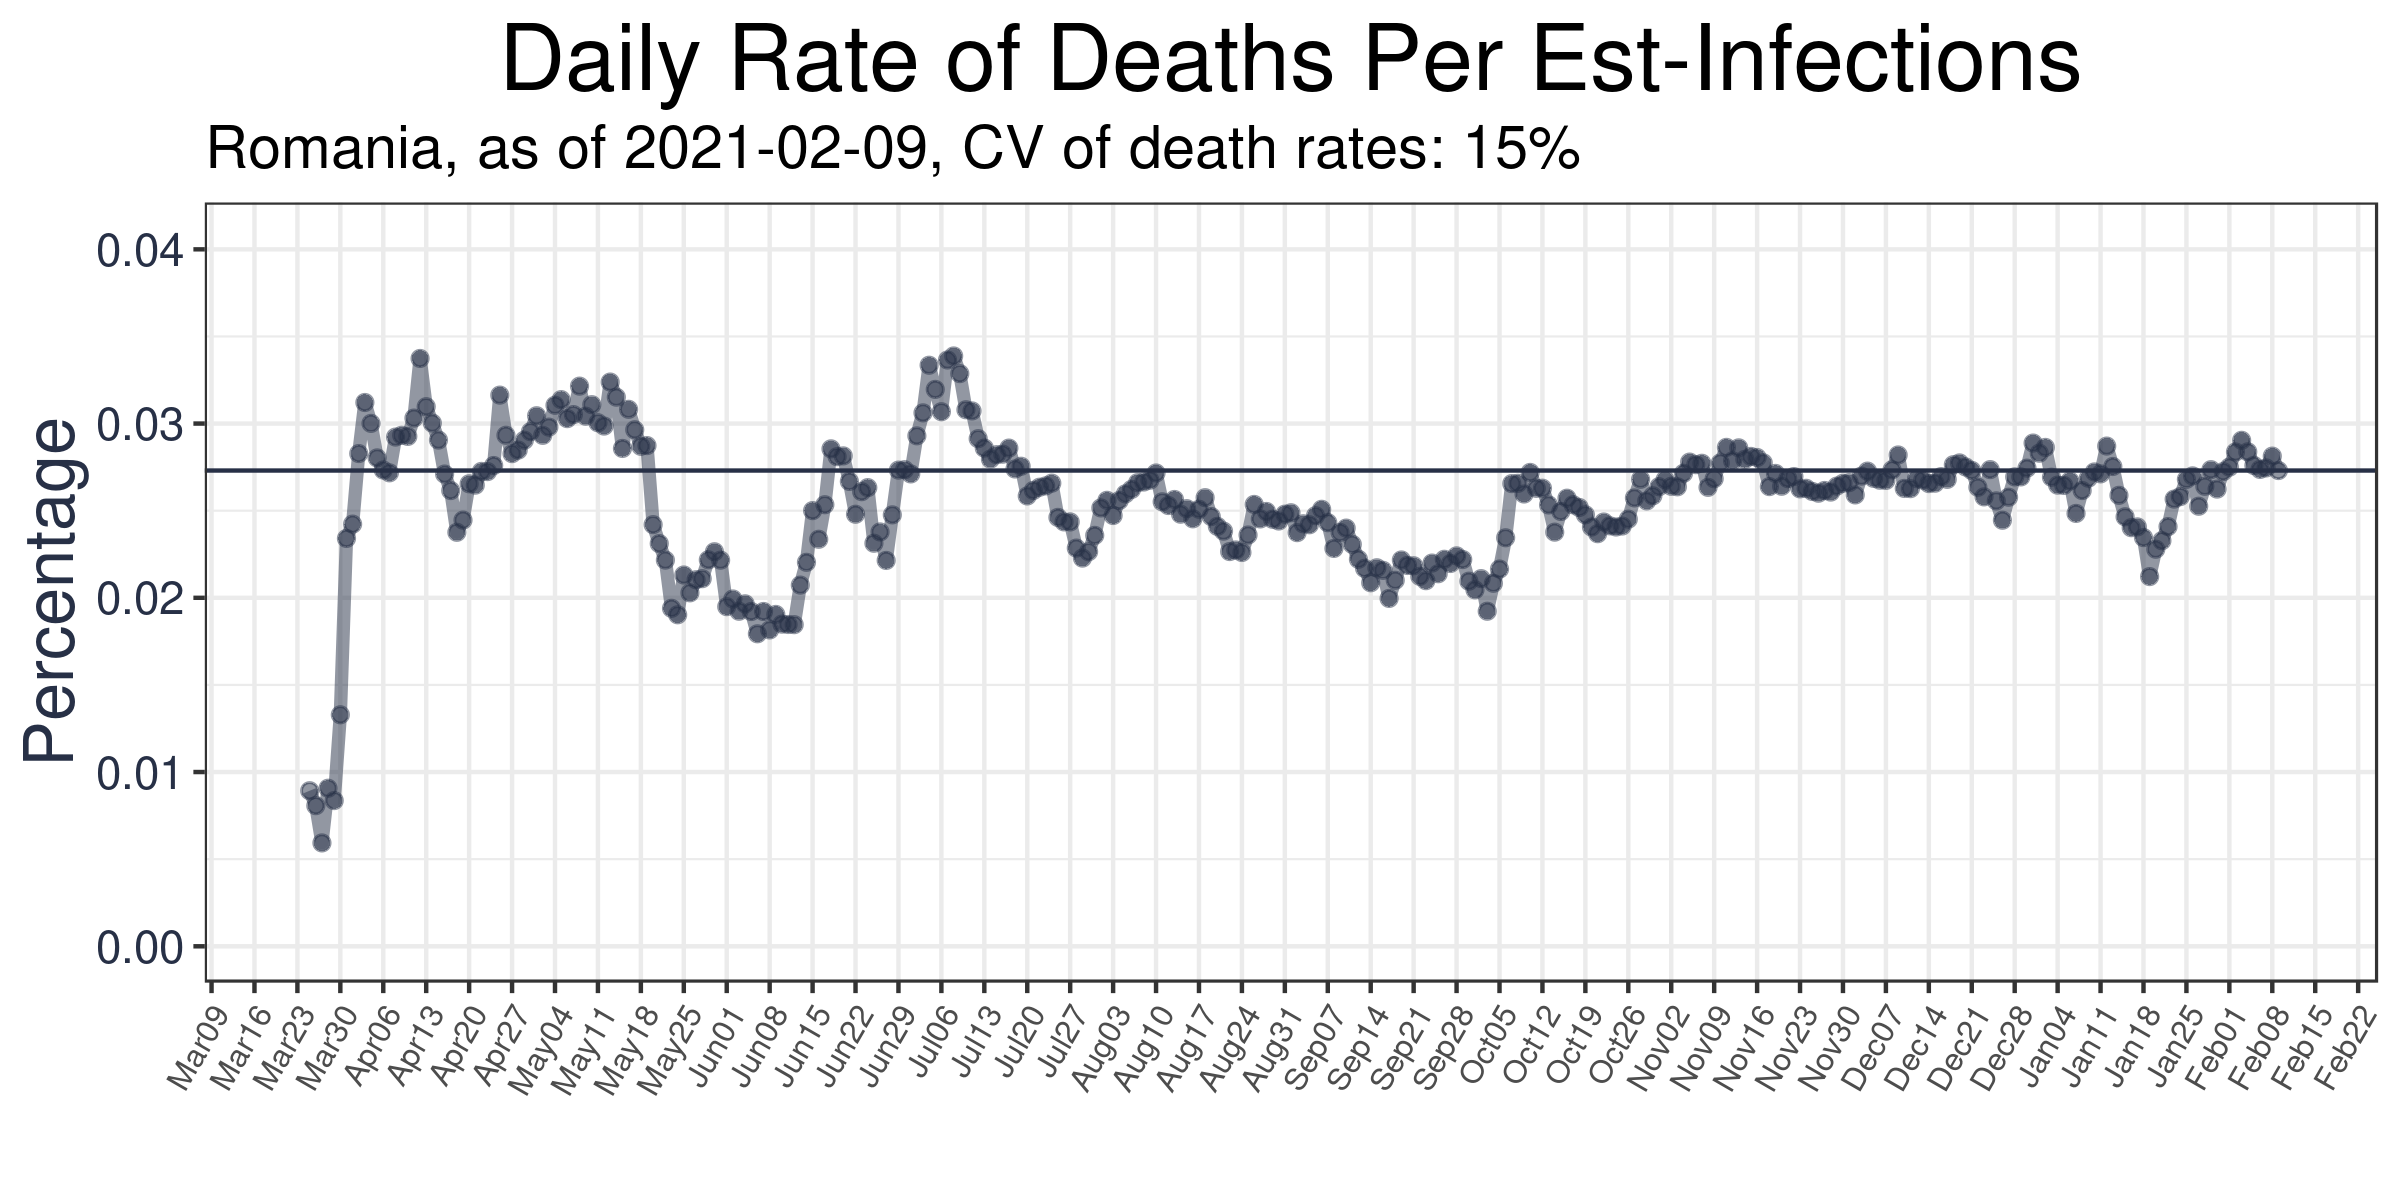 Daily Rate of Deaths Per Est-Infections
Romania, as of 2021-02-09, CV of death rates: 15%
Percentage
0.04
0.03
0.02
0.01
0.00
Mar09 Mar16 Mar23 Mar30 Apr06 Apr13 Apr20 Apr27 May04 May11 May18 May25 Jun01 Jun08 Jun15 Jun22 Jun29 Jul06 Jul13 Jul20 Jul27 Aug03 Aug10 Aug17 Aug24 Aug31 Sep07 Sep14 Sep21 Sep28 Oct05 Oct12 Oct19 Oct26 Nov02 Nov09 Nov16 Nov23 Nov30 Dec07 Dec14 Dec21 Dec28 Jan04 Jan11 Jan18 Jan25 Feb01 Feb08 Feb15 Feb22